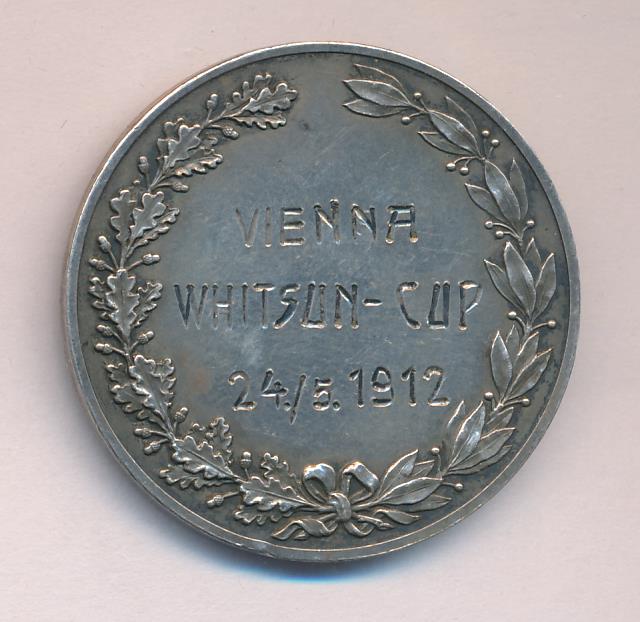 VIENNA
WHITSUN-CUP
24./5.1912